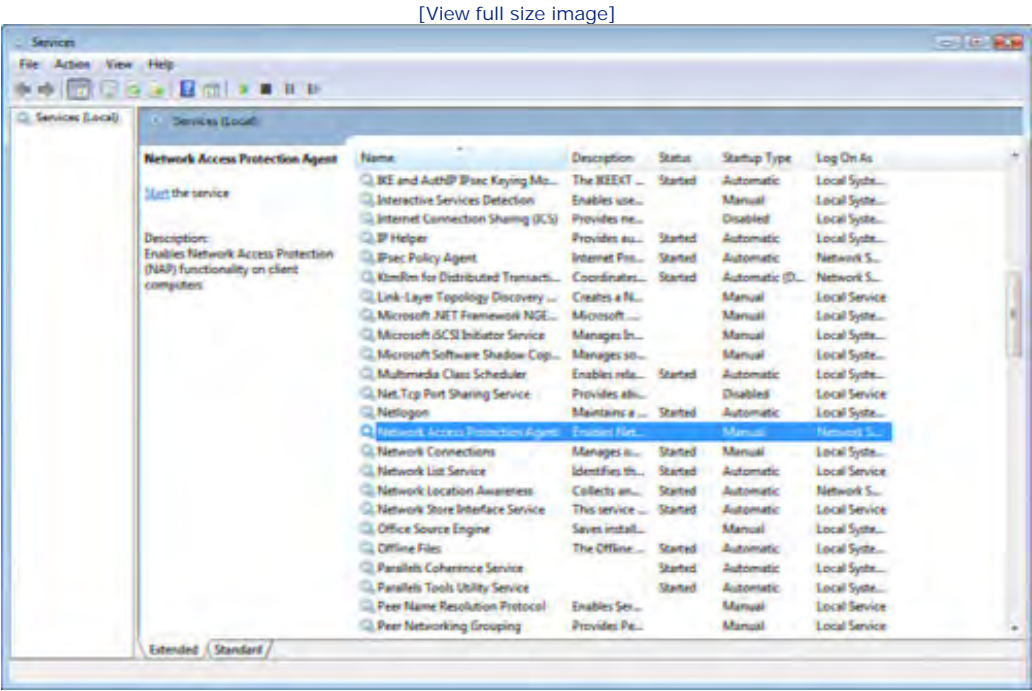 [View full size image]
Services
File Action View Help
Services (Local)
Services (Local)
Network Access Protection Agent
Start the service
Description:
Enables Network Access Protection
(NAP) functionality on client
computers
Name Description Status Startup Type Log On As
IKE and AuthIP IPsec Keying Mo... The IKEEXT ... Started Automatic Local Syste...
Interactive Services Detection Enables use... Manual Local Syste...
Internet Connection Sharing (ICS) Provides ne... Disabled Local Syste...
IP Helper Provides au... Started Automatic Local Syste...
IPsec Policy Agent Internet Pro... Started Automatic Network S...
KtmRm for Distributed Transacti... Coordinates... Started Automatic (D... Network S...
Link-Layer Topology Discovery ... Creates a N... Manual Local Service
Microsoft .NET Framework NGE... Microsoft .... Manual Local Syste...
Microsoft iSCSI Initiator Service Manages In... Manual Local Syste...
Microsoft Software Shadow Cop... Manages so... Manual Local Syste...
Multimedia Class Scheduler Enables rela... Started Automatic Local Syste...
Net.Tcp Port Sharing Service Provides abi... Disabled Local Service
Netlogon Maintains a ... Started Automatic Local Syste...
Network Access Protection Agent Enables Net... Manual Network S...
Network Connections Manages o... Started Manual Local Syste...
Network List Service Identifies th... Started Automatic Local Service
Network Location Awareness Collects an... Started Automatic Network S...
Network Store Interface Service This service ... Started Automatic Local Service
Office Source Engine Saves install... Manual Local Syste...
Offline Files The Offline ... Started Automatic Local Syste...
Parallels Coherence Service Started Automatic Local Syste...
Parallels Tools Utility Service Started Automatic Local Syste...
Peer Name Resolution Protocol Enables Ser... Manual Local Service
Peer Networking Grouping Provides Pe... Manual Local Service
Extended Standard